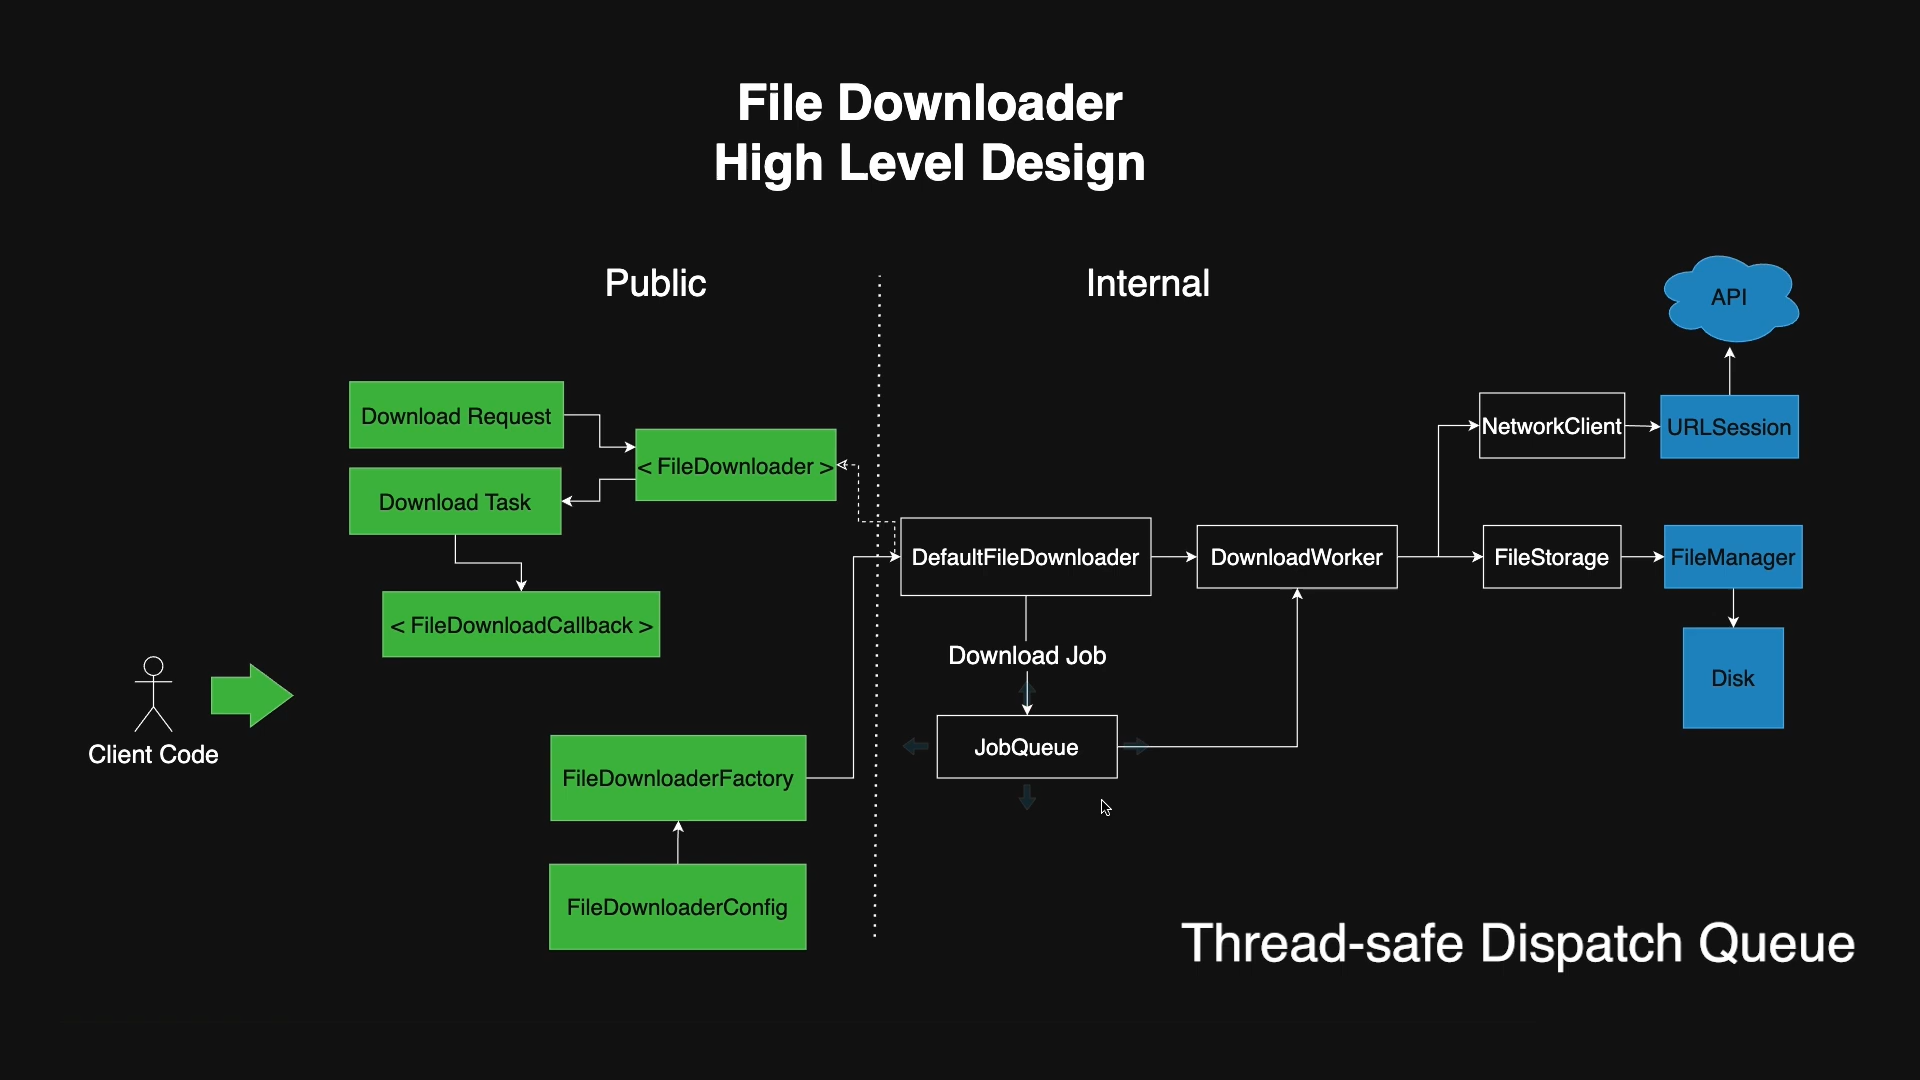 File Downloader
High Level Design
Public
Internal
API
Download Request
< FileDownloader >
NetworkClient
URLSession
Download Task
DefaultFileDownloader
DownloadWorker
FileStorage
FileManager
< FileDownloadCallback >
Download Job
Disk
Client Code
JobQueue
FileDownloaderFactory
FileDownloaderConfig
Thread-safe Dispatch Queue